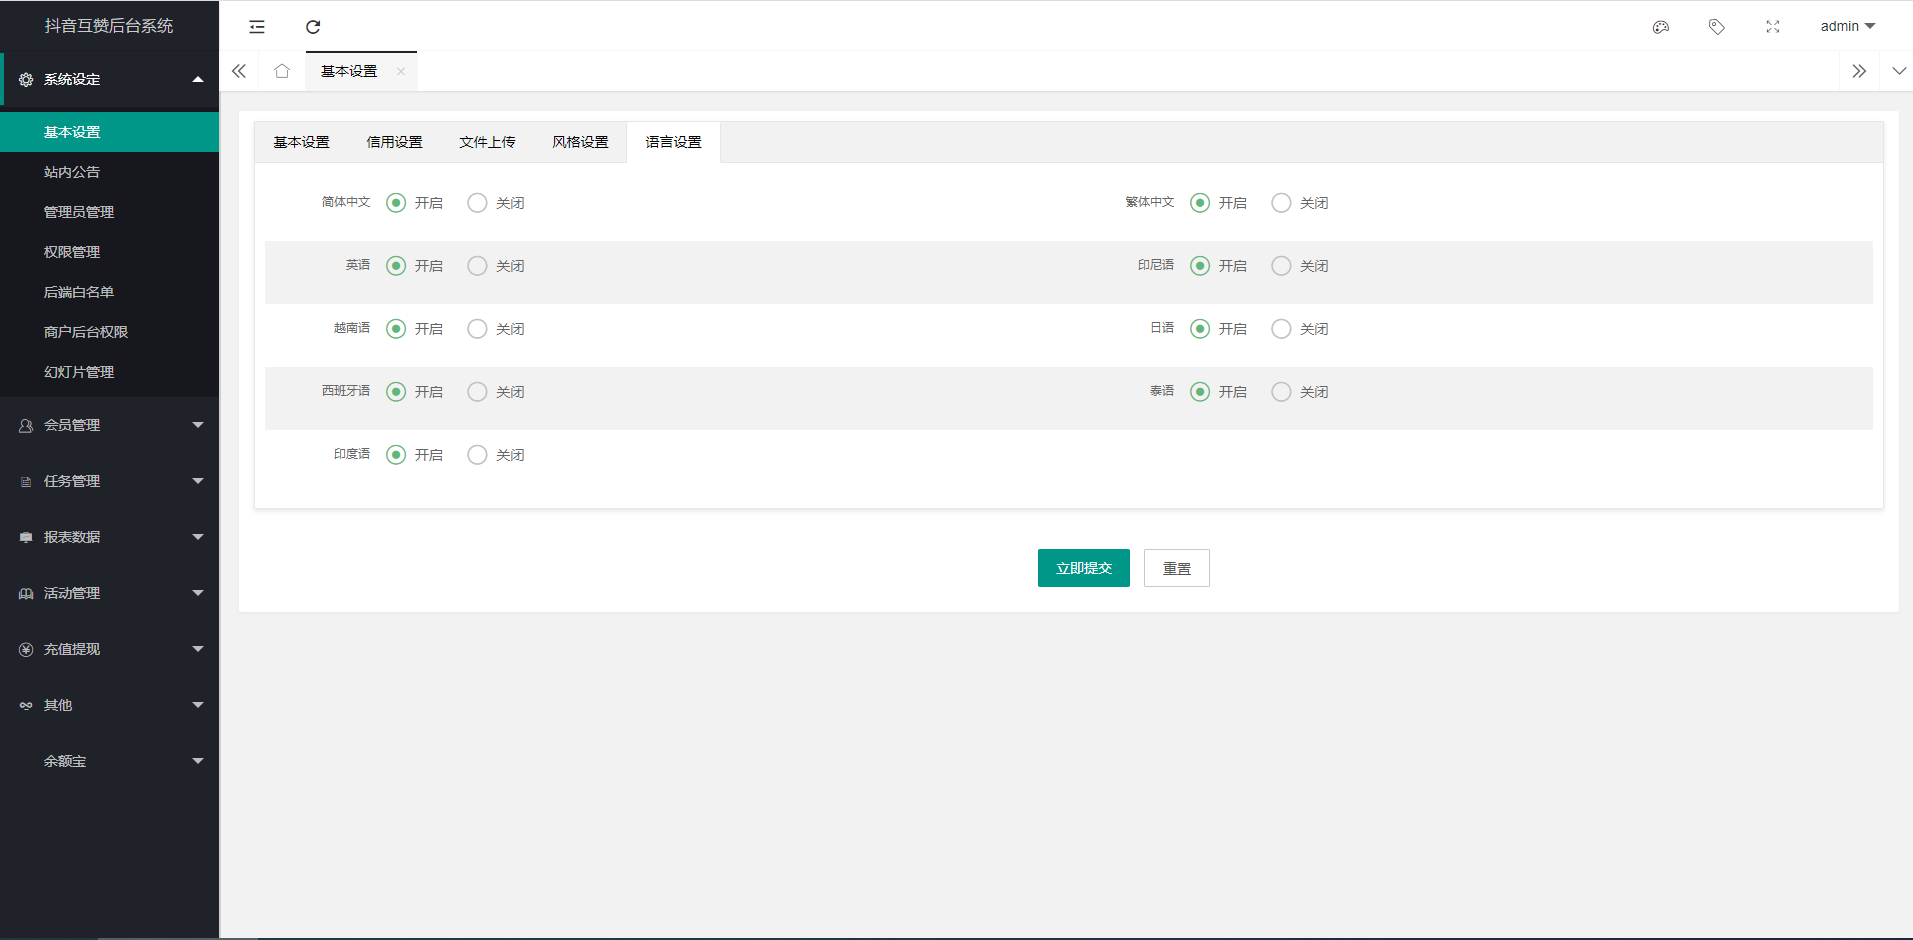 抖音互赞后台系统
admin
系统设定
基本设置
站内公告
管理员管理
权限管理
后端白名单
商户后台权限
幻灯片管理
会员管理
任务管理
报表数据
活动管理
充值提现
其他
余额宝
基本设置
基本设置 信用设置 文件上传 风格设置 语言设置
简体中文 开启 关闭 繁体中文 开启 关闭
英语 开启 关闭 印尼语 开启 关闭
越南语 开启 关闭 日语 开启 关闭
西班牙语 开启 关闭 泰语 开启 关闭
印度语 开启 关闭
立即提交 重置